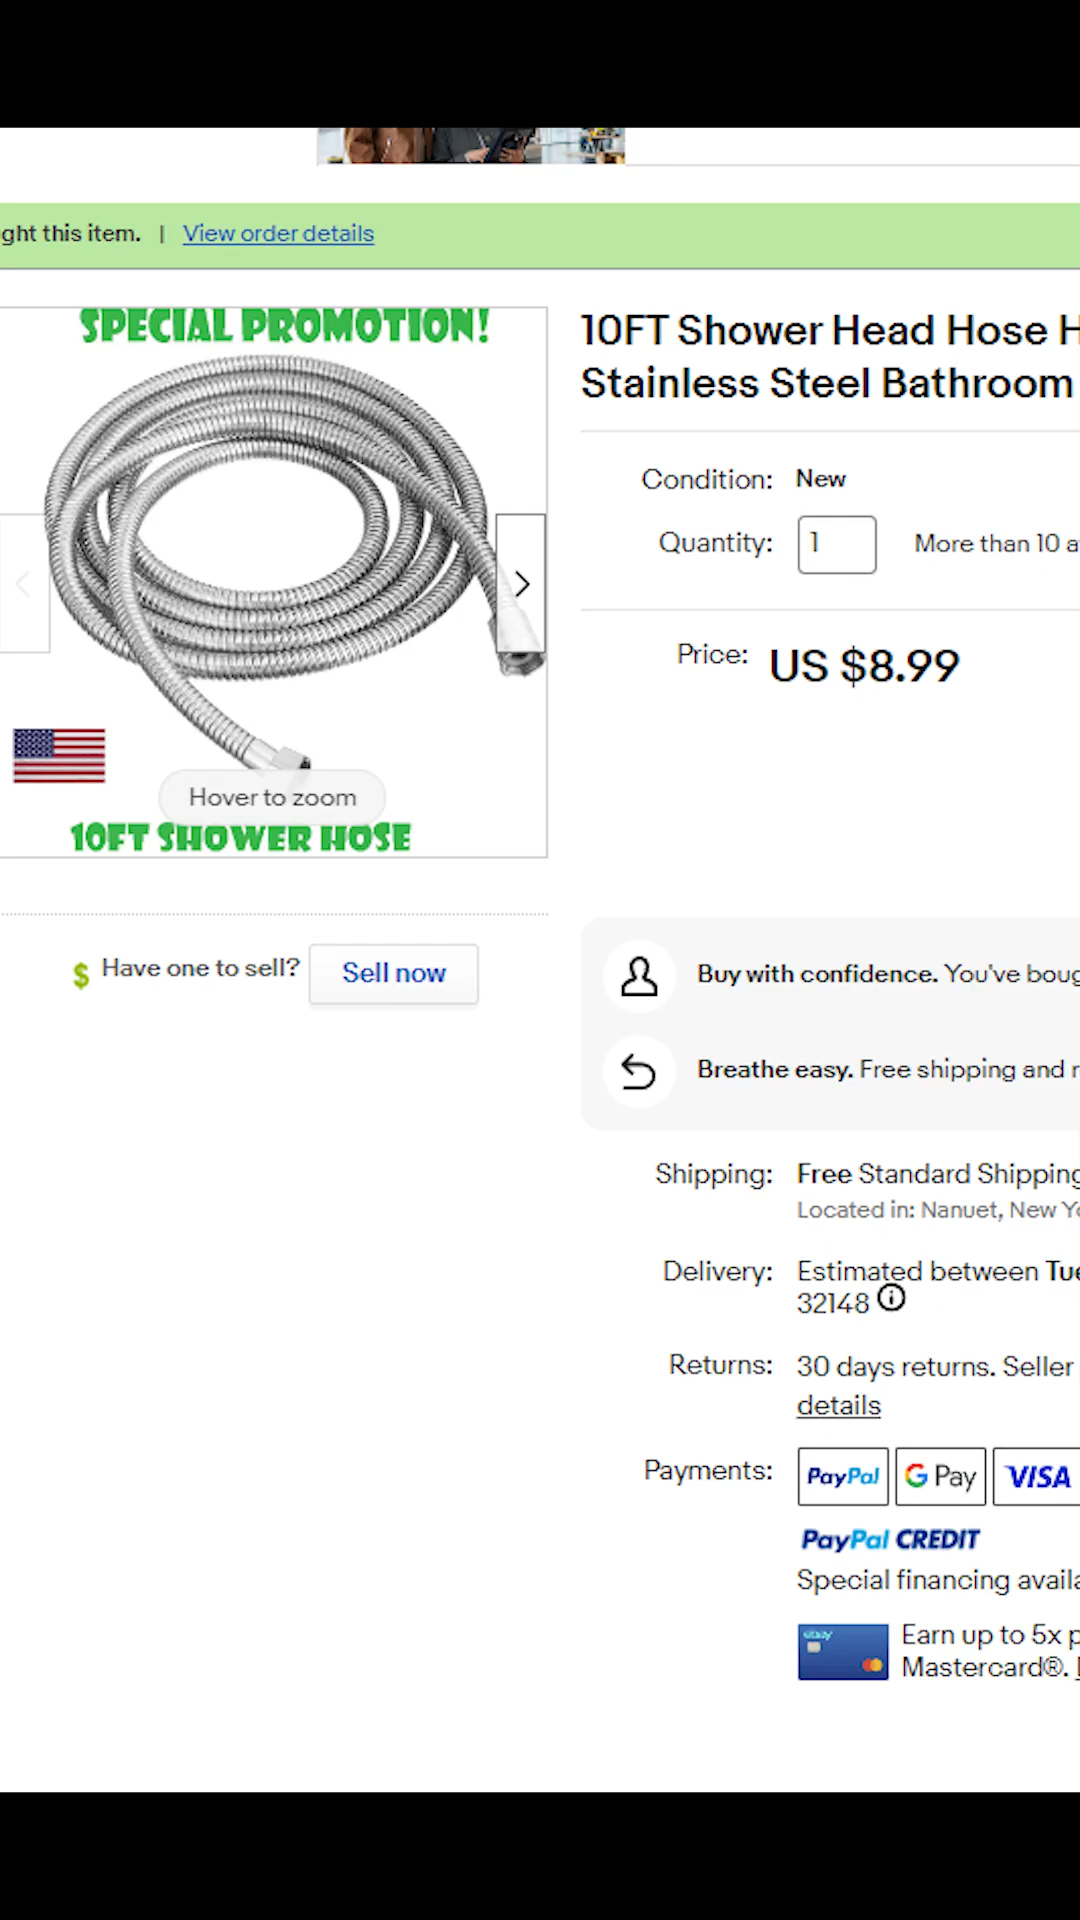 ght this item. | View order details
SPECIAL PROMOTION!
Hover to zoom
10FT SHOWER HOSE
Have one to sell? Sell now
10FT Shower Head Hose H
Stainless Steel Bathroom
Condition: New
Quantity: 1 More than 10 a
Price: US $8.99
Buy with confidence. You've boug
Breathe easy. Free shipping and r
Shipping: Free Standard Shipping
Located in: Nanuet, New Yo
Delivery: Estimated between Tue
32148
Returns: 30 days returns. Seller
details
Payments: PayPal G Pay VISA
PayPal CREDIT
Special financing availa
ebay
Earn up to 5x p
Mastercard®.